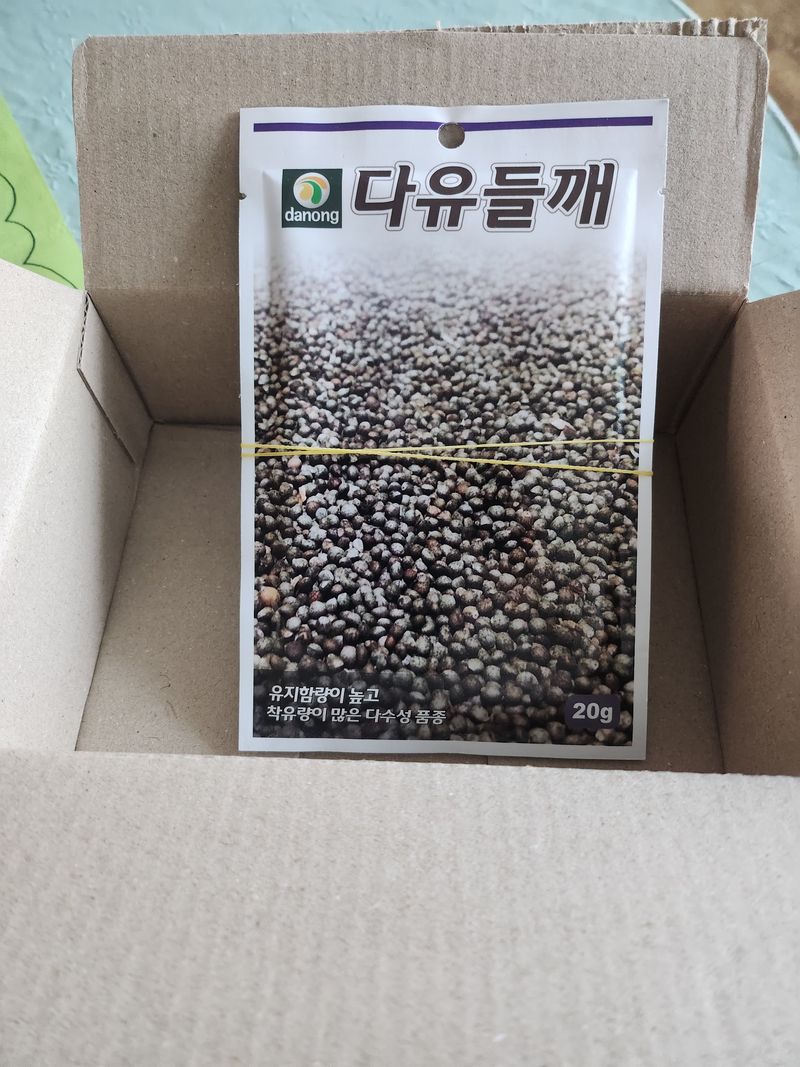 danong
다유들깨
유지함량이 높고
착유량이 많은 다수성 품종
20g